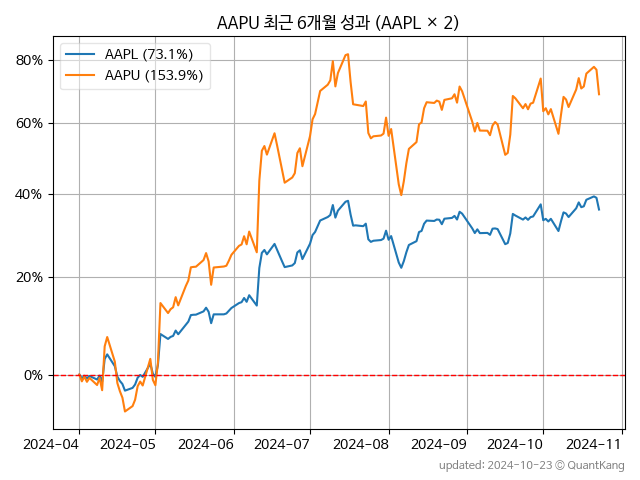 AAPU 최근 6개월 성과 (AAPL × 2)
AAPL (73.1%)
AAPU (153.9%)
80%
60%
40%
20%
0%
2024-04 2024-05 2024-06 2024-07 2024-08 2024-09 2024-10 2024-11
updated: 2024-10-23 © QuantKang